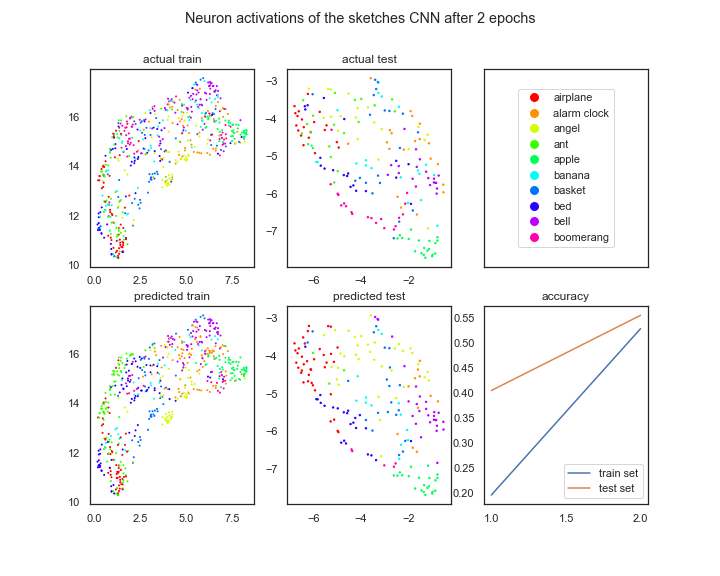 Neuron activations of the sketches CNN after 2 epochs
actual train
16
14
12
10
0.0 2.5 5.0 7.5
actual test
−3
−4
−5
−6
−7
−6 −4 −2
airplane
alarm clock
angel
ant
apple
banana
basket
bed
bell
boomerang
predicted train
16
14
12
10
0.0 2.5 5.0 7.5
predicted test
−3
−4
−5
−6
−7
−6 −4 −2
accuracy
0.55
0.50
0.45
0.40
0.35
0.30
0.25
0.20
train set
test set
1.0 1.5 2.0